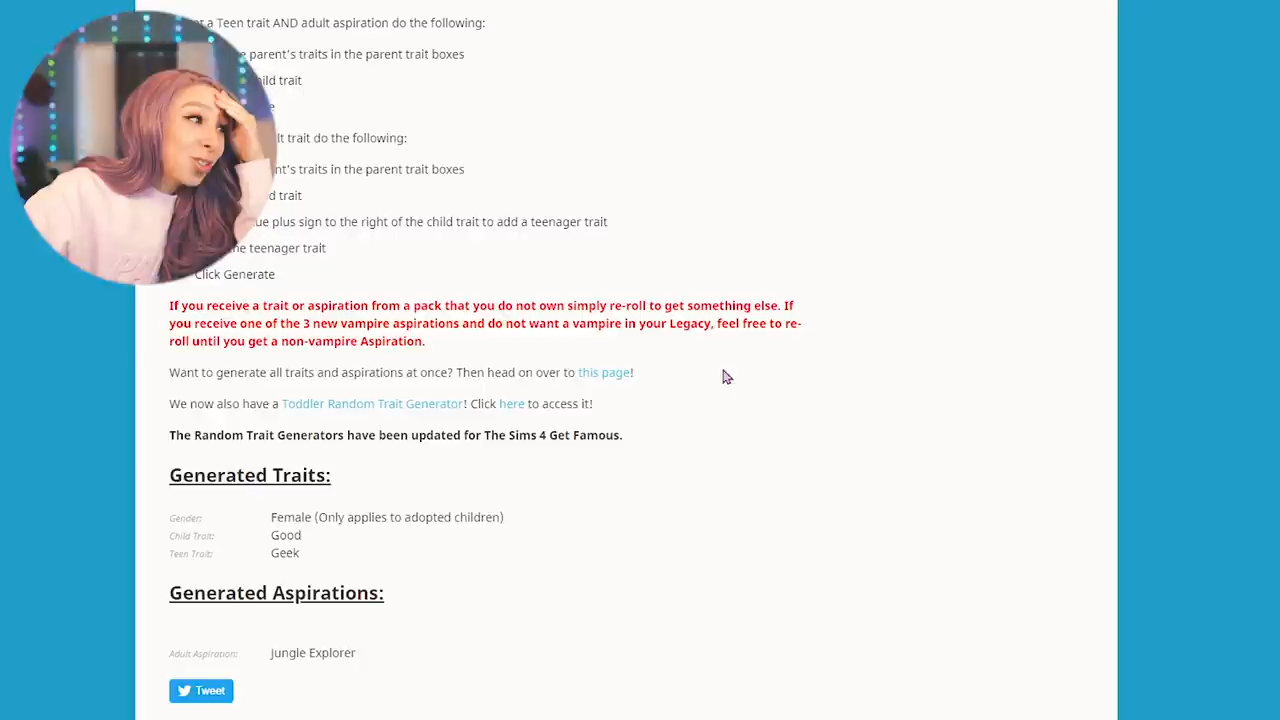 a Teen trait AND adult aspiration do the following:
parent's traits in the parent trait boxes
trait
trait do the following:
parent's traits in the parent trait boxes
trait
plus sign to the right of the child trait to add a teenager trait
the teenager trait
Click Generate
If you receive a trait or aspiration from a pack that you do not own simply re-roll to get something else. If
you receive one of the 3 new vampire aspirations and do not want a vampire in your Legacy, feel free to re-
roll until you get a non-vampire Aspiration.
Want to generate all traits and aspirations at once? Then head on over to this page!
We now also have a Toddler Random Trait Generator! Click here to access it!
The Random Trait Generators have been updated for The Sims 4 Get Famous.
Generated Traits:
Gender: Female (Only applies to adopted children)
Child Trait: Good
Teen Trait: Geek
Generated Aspirations:
Adult Aspiration: Jungle Explorer
Tweet